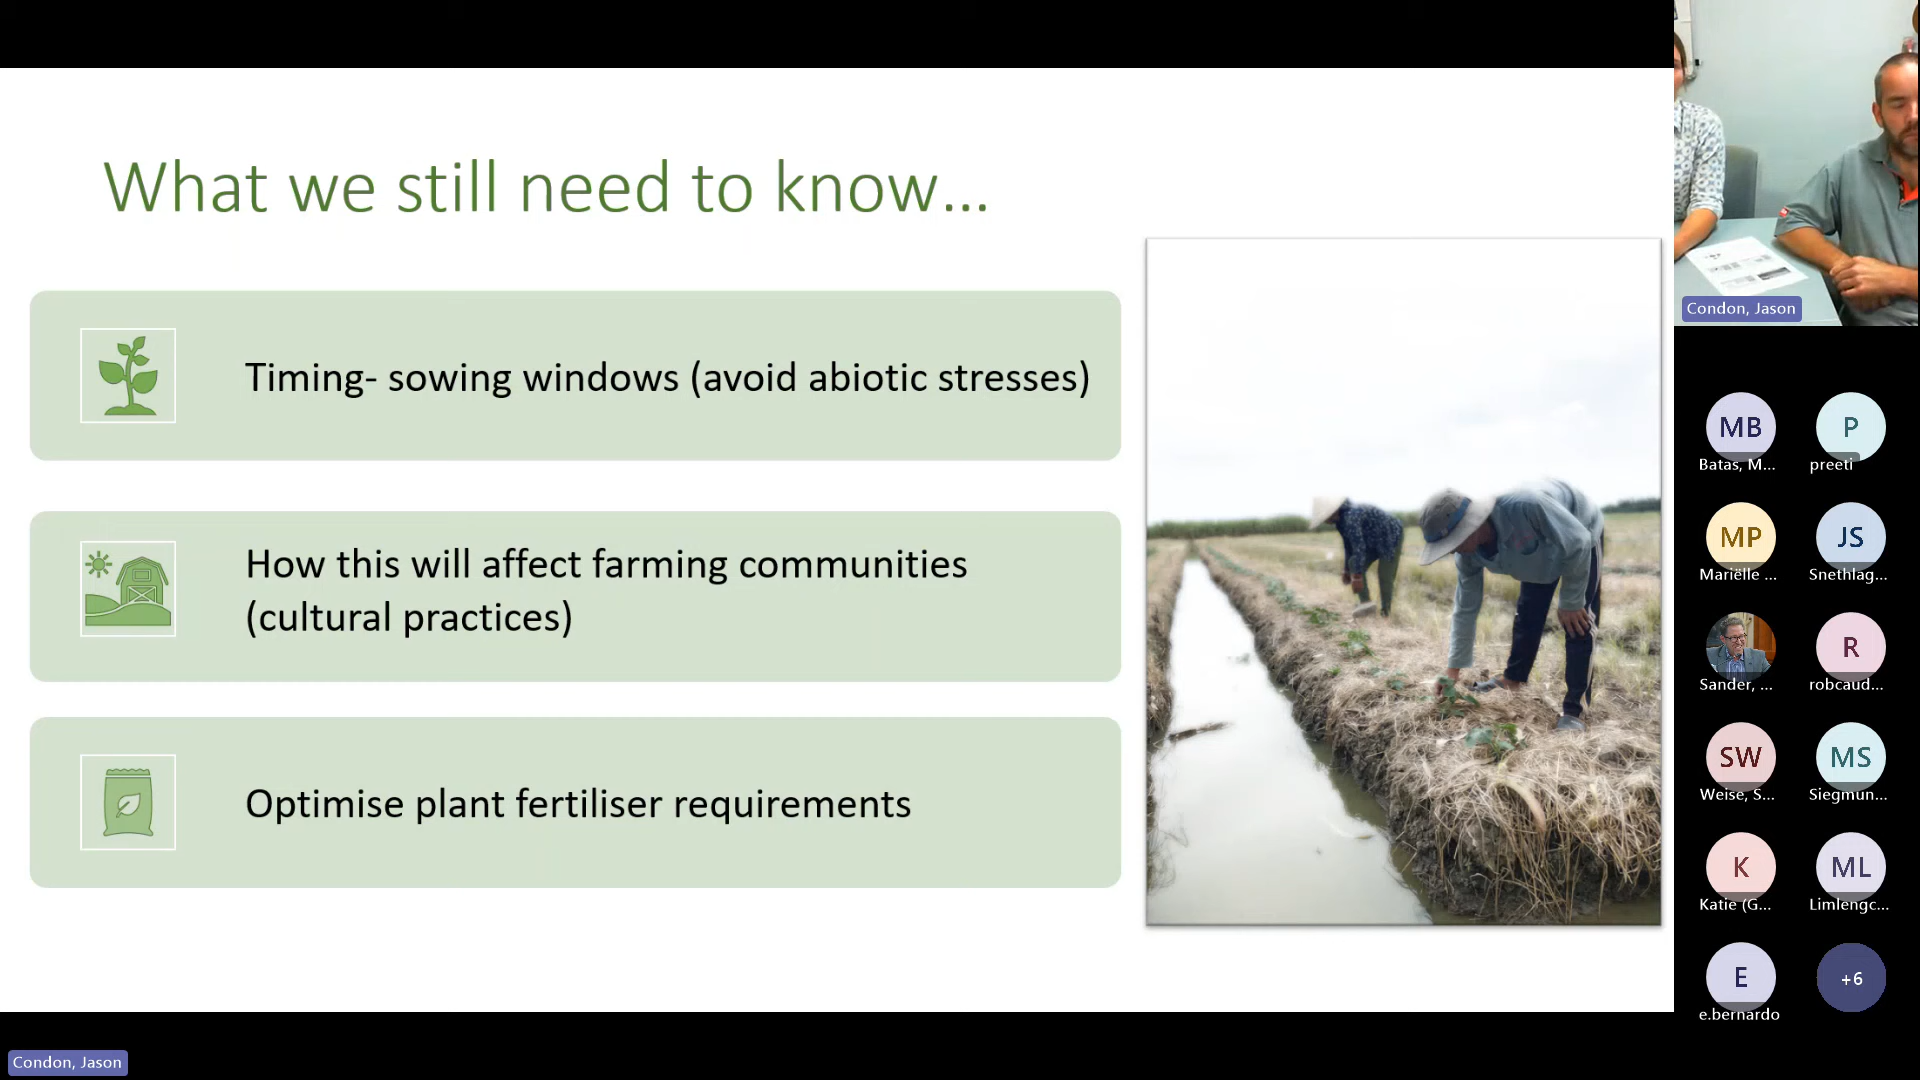 What we still need to know...
Timing- sowing windows (avoid abiotic stresses)
How this will affect farming communities
(cultural practices)
Optimise plant fertiliser requirements
Condon, Jason
MB
Batas, M...
P
preeti
MP
Mariëlle ...
JS
Snethlag...
Sander, ...
R
robcaud...
SW
Weise, S...
MS
Siegmun...
K
Katie (G...
ML
Limlengc...
E
e.bernardo
+6
Condon, Jason